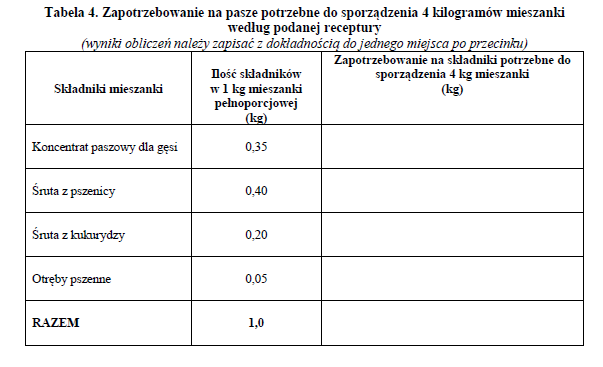 Tabela 4. Zapotrzebowanie na pasze potrzebne do sporządzenia 4 kilogramów mieszanki
według podanej receptury
(wyniki obliczeń należy zapisać z dokładnością do jednego miejsca po przecinku)
Składniki mieszanki
Ilość składników
w 1 kg mieszanki
pełnoporcjowej
(kg)
Zapotrzebowanie na składniki potrzebne do
sporządzenia 4 kg mieszanki
(kg)
Koncentrat paszowy dla gęsi 0,35
Śruta z pszenicy 0,40
Śruta z kukurydzy 0,20
Otręby pszenne 0,05
RAZEM 1,0